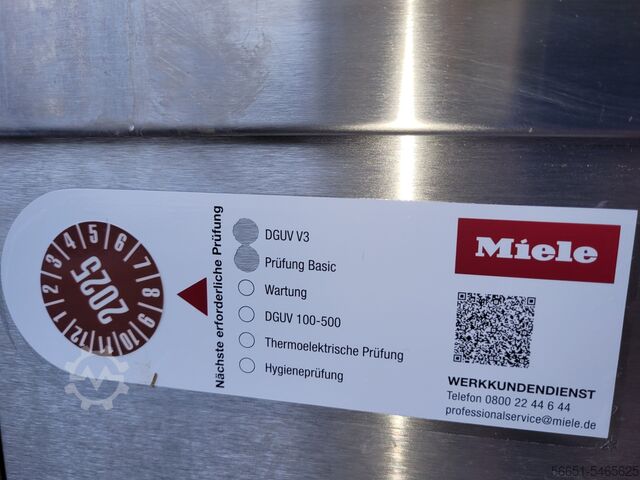 1 2 3 4 5 6 7 8 9 10 11 12
2025
Nächste erforderliche Prüfung
DGUV V3
Prüfung Basic
Wartung
DGUV 100-500
Thermoelektrische Prüfung
Hygieneprüfung
Miele
WERKKUNDENDIENST
Telefon 0800 22 44 6 44
professionalservice@miele.de
56651-5465625